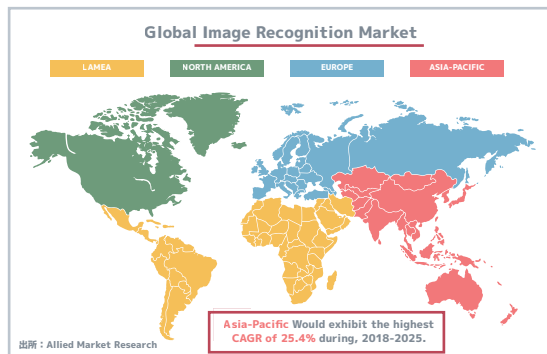 Global Image Recognition Market
LAMEA
NORTH AMERICA
EUROPE
ASIA-PACIFIC
Asia-Pacific Would exhibit the highest
CAGR of 25.4% during, 2018-2025.
出所：Allied Market Research